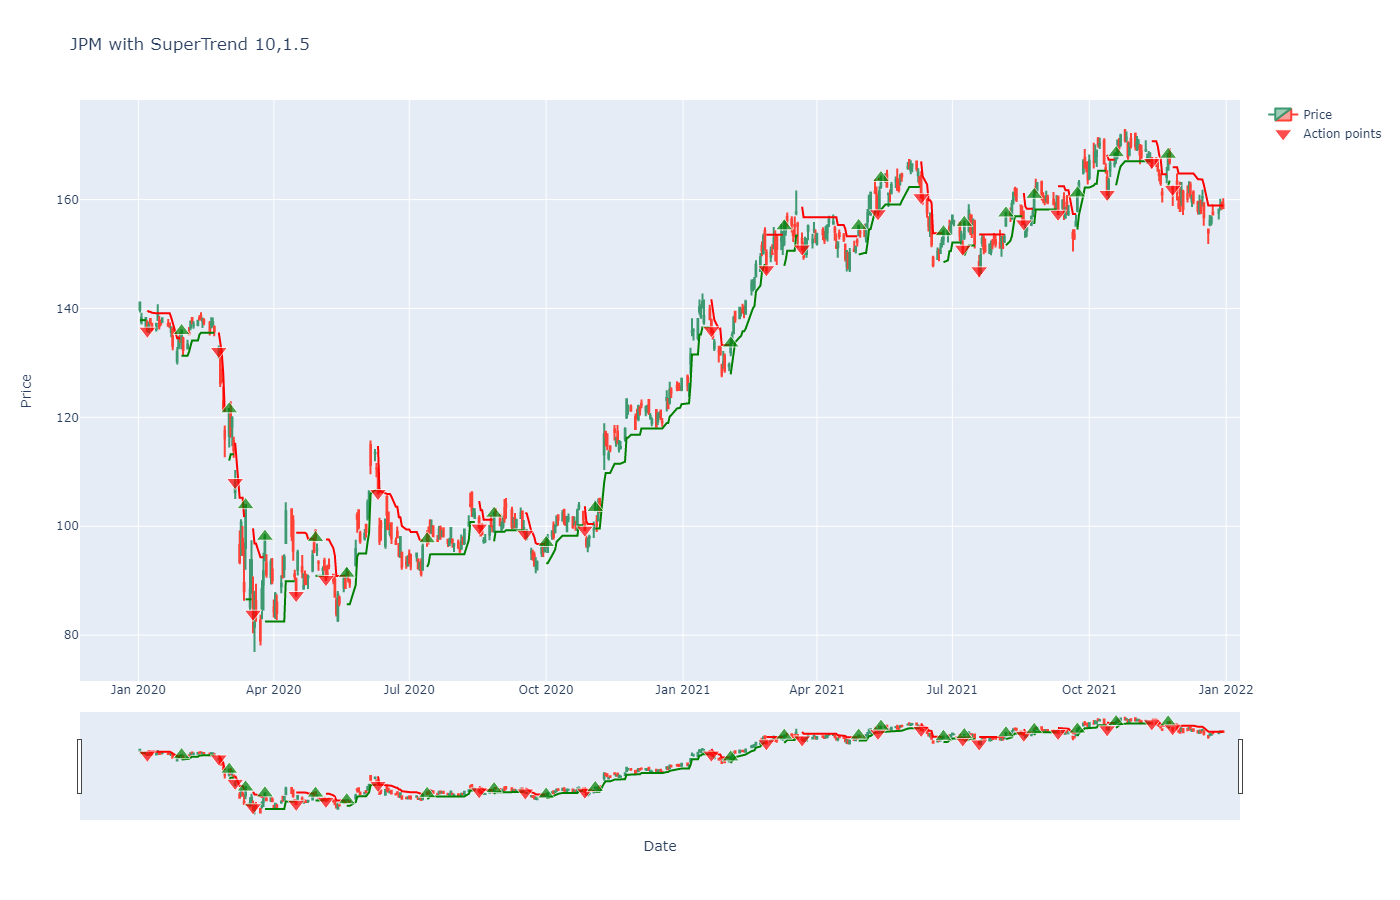 JPM with SuperTrend 10,1.5
Price
Action points
160
140
120
100
80
Price
Jan 2020
Apr 2020
Jul 2020
Oct 2020
Jan 2021
Apr 2021
Jul 2021
Oct 2021
Jan 2022
Date